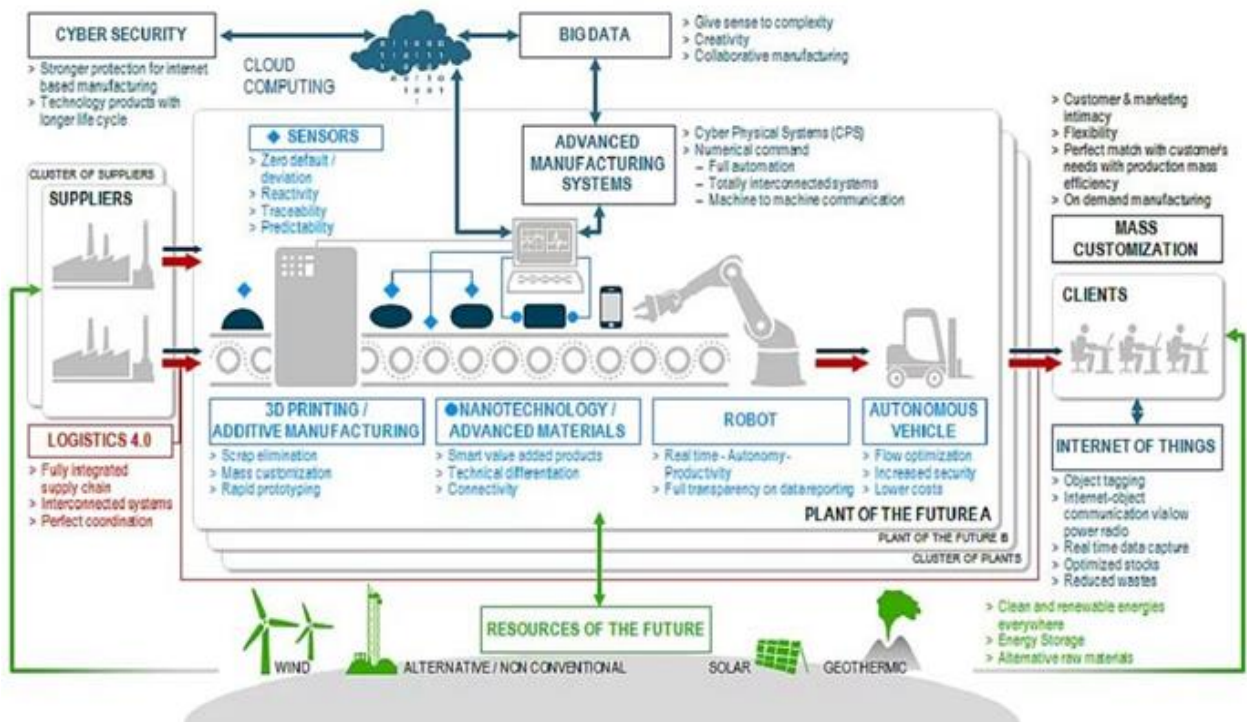 CYBER SECURITY
> Stronger protection for internet
based manufacturing
> Technology products with
longer life cycle
CLOUD
COMPUTING
BIG DATA
> Give sense to complexity
> Creativity
> Collaborative manufacturing
◆ SENSORS
> Zero default /
deviation
> Reactivity
> Traceability
> Predictability
ADVANCED
MANUFACTURING
SYSTEMS
> Cyber Physical Systems (CPS)
> Numerical command
– Full automation
– Totally interconnected systems
– Machine to machine communication
> Customer & marketing
intimacy
> Flexibility
> Perfect match with customer's
needs with production mass
efficiency
> On demand manufacturing
MASS
CUSTOMIZATION
CLUSTER OF SUPPLIERS
SUPPLIERS
CLIENTS
LOGISTICS 4.0
> Fully integrated
supply chain
> Interconnected systems
> Perfect coordination
3D PRINTING /
ADDITIVE MANUFACTURING
> Scrap elimination
> Mass customization
> Rapid prototyping
●NANOTECHNOLOGY /
ADVANCED MATERIALS
> Smart value added products
> Technical differentiation
> Connectivity
ROBOT
> Real time - Autonomy -
Productivity
> Full transparency on data reporting
AUTONOMOUS
VEHICLE
> Flow optimization
> Increased security
> Lower costs
INTERNET OF THINGS
> Object tagging
> Internet-object
communication via low
power radio
> Real time data capture
> Optimized stocks
> Reduced wastes
PLANT OF THE FUTURE A
PLANT OF THE FUTURE B
CLUSTER OF PLANTS
RESOURCES OF THE FUTURE
WIND
ALTERNATIVE / NON CONVENTIONAL
SOLAR
GEOTHERMIC
> Clean and renewable energies
everywhere
> Energy Storage
> Alternative raw materials